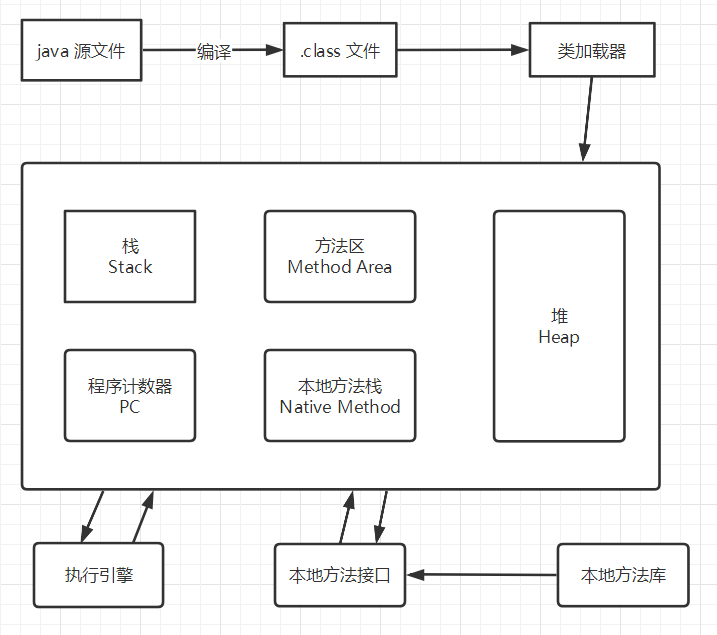 java 源文件
编译
.class 文件
类加载器
栈
Stack
方法区
Method Area
堆
Heap
程序计数器
PC
本地方法栈
Native Method
执行引擎
本地方法接口
本地方法库